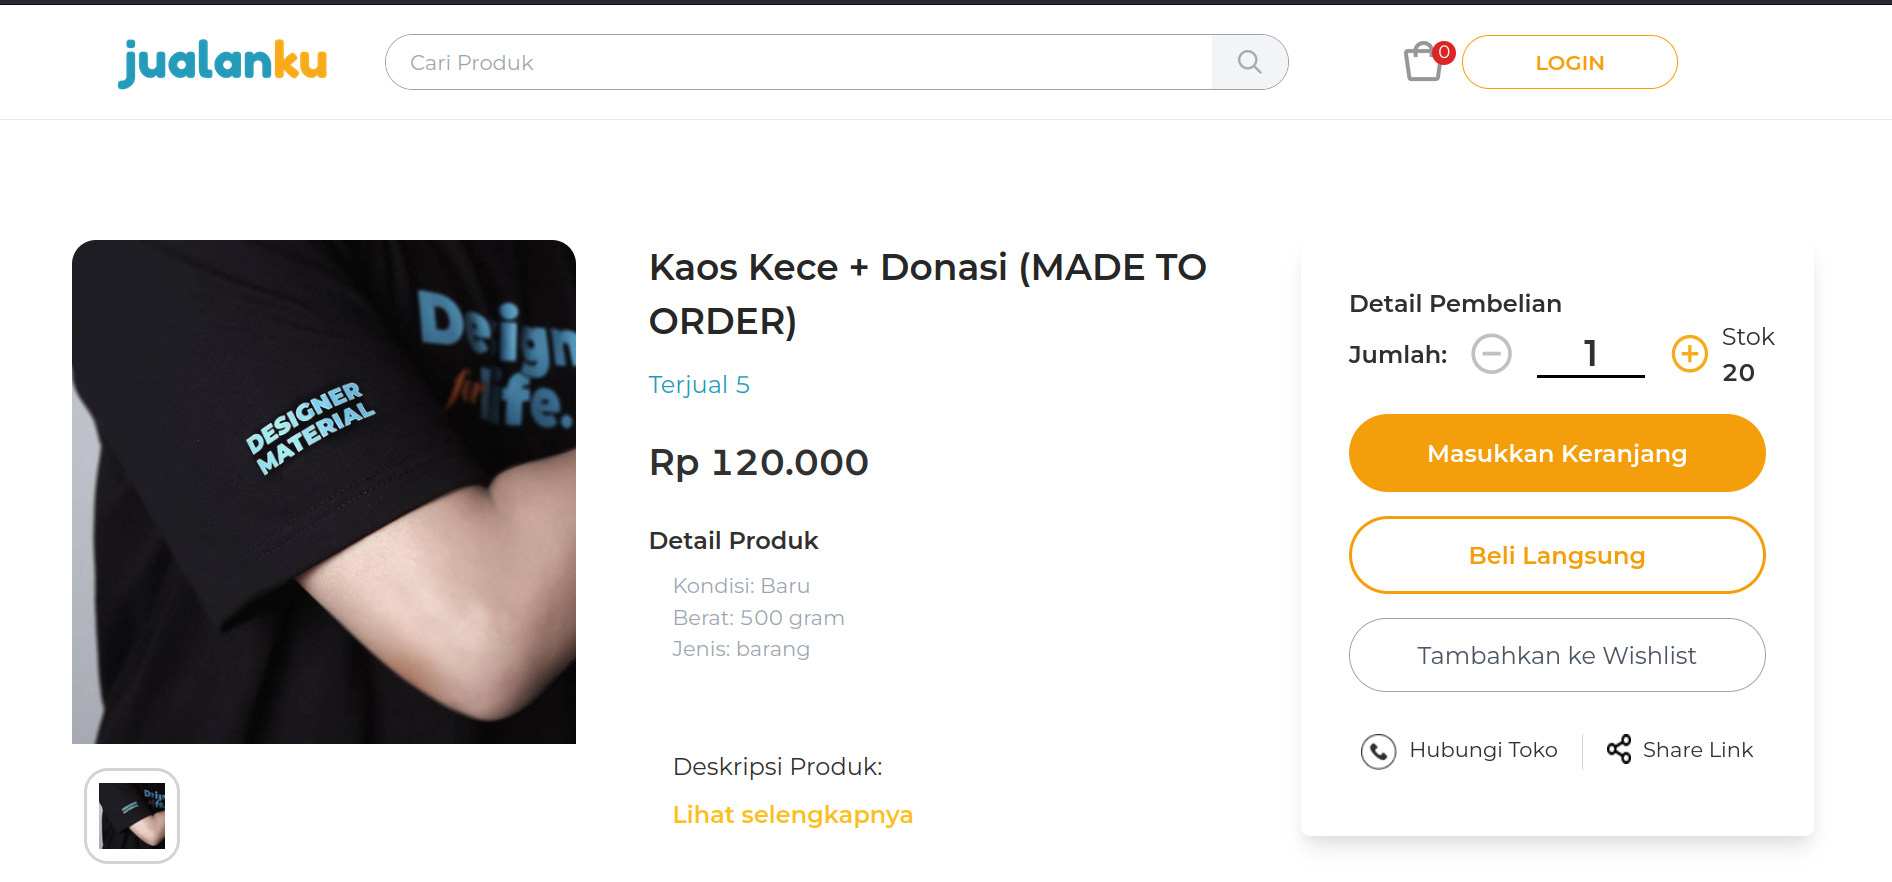 jualanku
Cari Produk
0
LOGIN
Designer
for life.
DESIGNER
MATERIAL
Kaos Kece + Donasi (MADE TO
ORDER)
Terjual 5
Rp 120.000
Detail Produk
Kondisi: Baru
Berat: 500 gram
Jenis: barang
Deskripsi Produk:
Lihat selengkapnya
Detail Pembelian
Jumlah:
1
Stok
20
Masukkan Keranjang
Beli Langsung
Tambahkan ke Wishlist
Hubungi Toko
Share Link